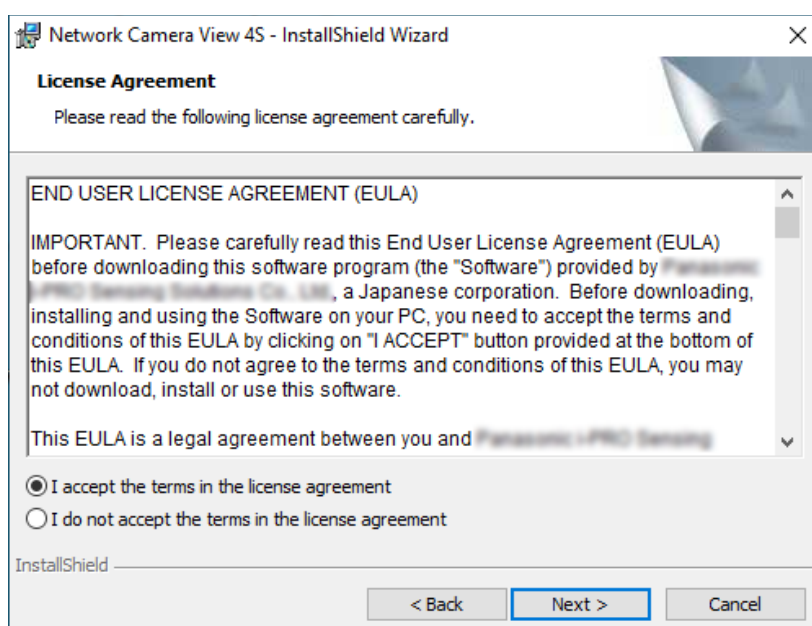 Network Camera View 4S - InstallShield Wizard
License Agreement
Please read the following license agreement carefully.
END USER LICENSE AGREEMENT (EULA)
IMPORTANT.  Please carefully read this End User License Agreement (EULA)
before downloading this software program (the "Software") provided by
, a Japanese corporation.  Before downloading,
installing and using the Software on your PC, you need to accept the terms and
conditions of this EULA by clicking on "I ACCEPT" button provided at the bottom of
this EULA.  If you do not agree to the terms and conditions of this EULA, you may
not download, install or use this software.
This EULA is a legal agreement between you and
I accept the terms in the license agreement
I do not accept the terms in the license agreement
InstallShield
< Back
Next >
Cancel